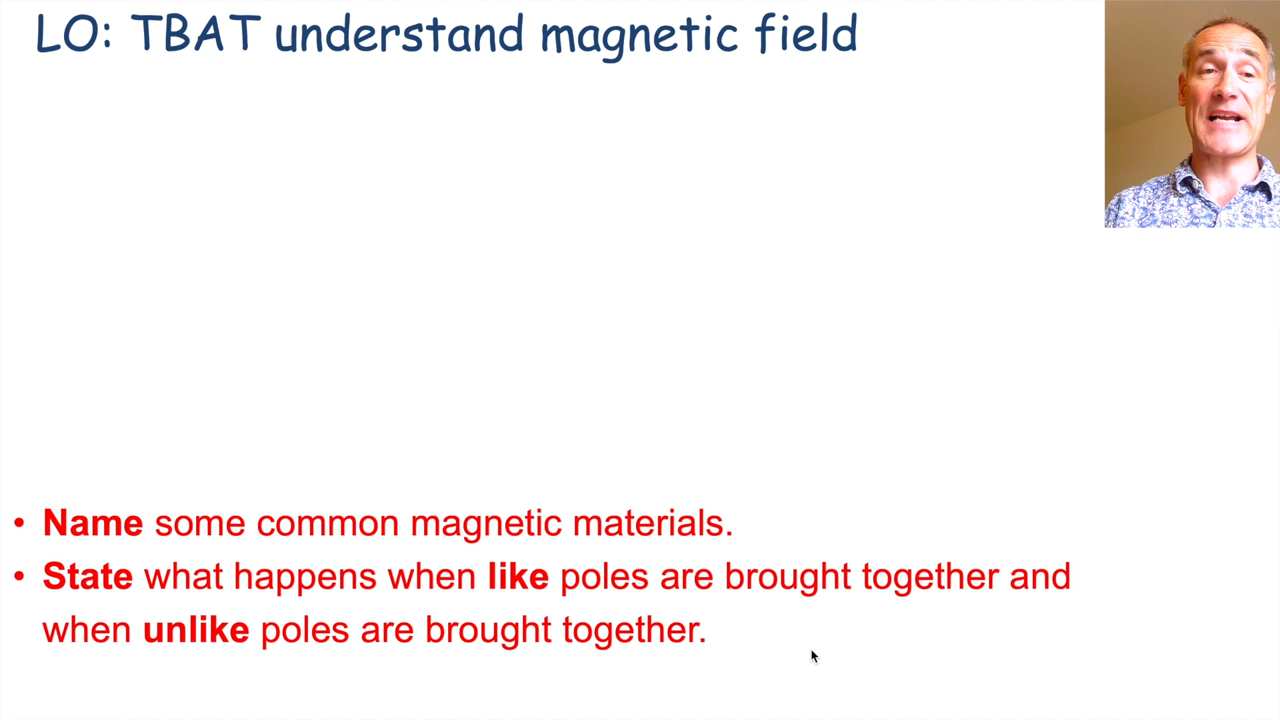 LO: TBAT understand magnetic field
• Name some common magnetic materials.
• State what happens when like poles are brought together and
when unlike poles are brought together.